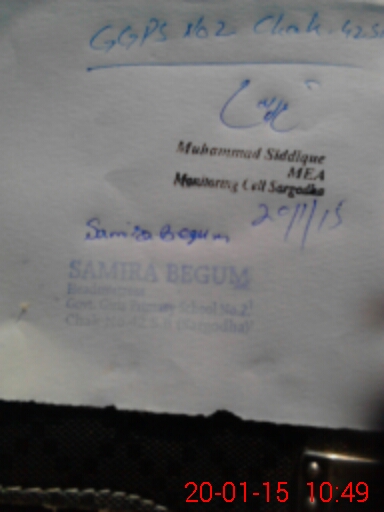 GGPS No 2 Chak 42 S
Muhammad Siddique
MEA
Monitoring Cell Sargodha
20/1/15
Samira Begum
SAMIRA BEGUM
Headmistress
Govt. Girls Primary School No.2
Chak No.42 S.B (Sargodha)
20-01-15 10:49